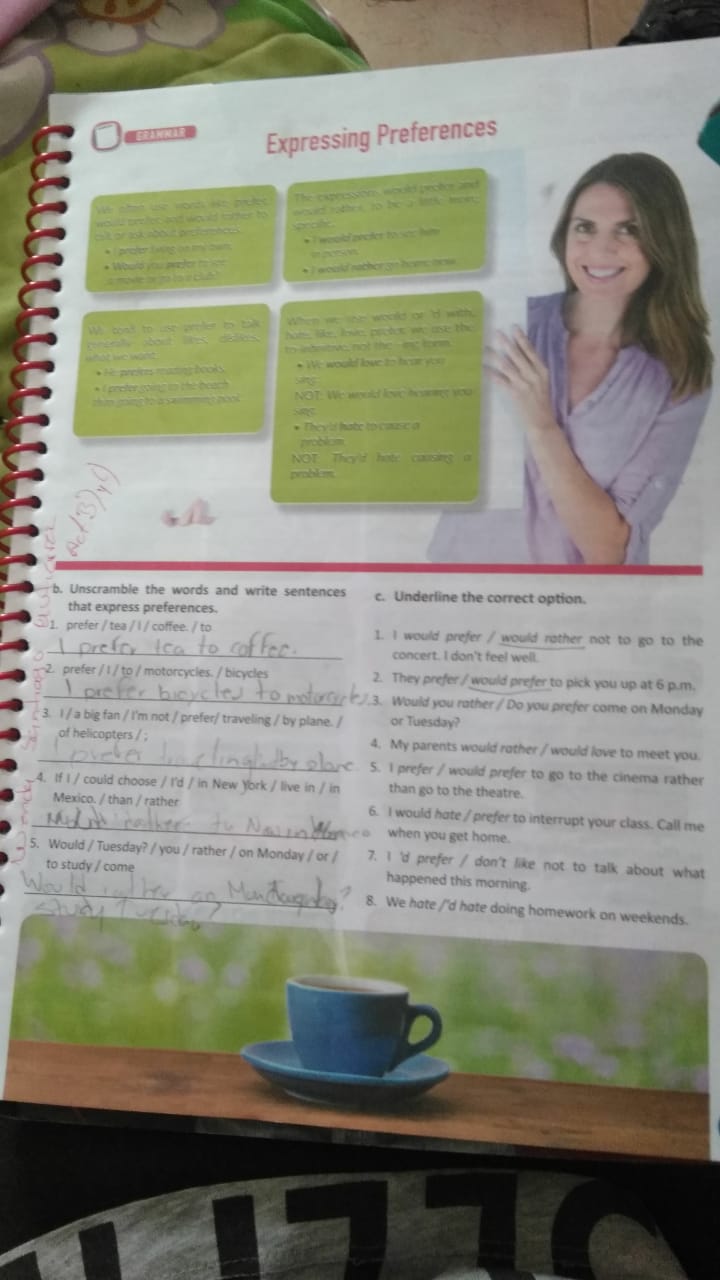 GRAMMAR
Expressing Preferences
We often use words like prefer,
would prefer and would rather to
talk or ask about preferences.
• I prefer living on my own.
• Would you prefer to see
a movie or go to a club?
The expressions would prefer and
would rather, to be a little more
specific.
• I would prefer to see him
in person.
• I would rather go home now.
We tend to use prefer to talk
generally about likes, dislikes,
what we want.
• He prefers reading books.
• I prefer going to the beach
than going to a swimming pool.
When we use would or 'd with,
hate, like, love, prefer, we use the
to-infinitive, not the -ing form.
• We would love to hear you
sing.
NOT: We would love hearing you
sing.
• They'd hate to cause a
problem.
NOT: They'd hate causing a
problem.
b. Unscramble the words and write sentences
that express preferences.
1. prefer / tea / I / coffee. / to
I prefer tea to coffee.
2. prefer / I / to / motorcycles. / bicycles
I prefer bicycles to motorcycles.
3. I / a big fan / I'm not / prefer/ traveling / by plane. /
of helicopters / ;
I prefer by plane.
4. If I / could choose / I'd / in New York / live in / in
Mexico. / than / rather
rather to
5. Would / Tuesday? / you / rather / on Monday / or /
to study / come
Would rather on
study Tuesday?
c. Underline the correct option.
1. I would prefer / would rather not to go to the
concert. I don't feel well.
2. They prefer / would prefer to pick you up at 6 p.m.
3. Would you rather / Do you prefer come on Monday
or Tuesday?
4. My parents would rather / would love to meet you.
5. I prefer / would prefer to go to the cinema rather
than go to the theatre.
6. I would hate / prefer to interrupt your class. Call me
when you get home.
7. I 'd prefer / don't like not to talk about what
happened this morning.
8. We hate /'d hate doing homework on weekends.